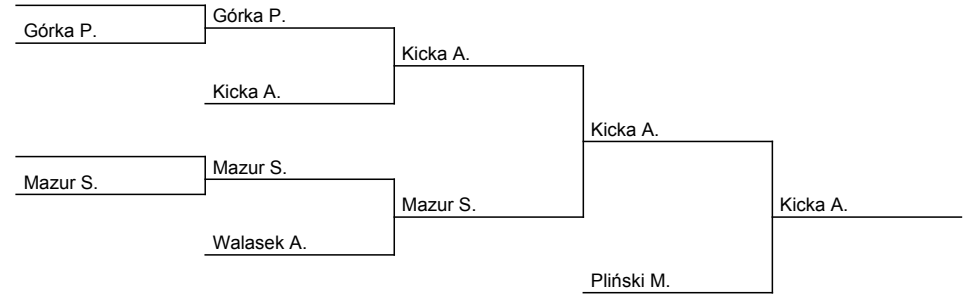 Górka P.
Górka P.
Kicka A.
Kicka A.
Kicka A.
Mazur S.
Mazur S.
Mazur S.
Kicka A.
Walasek A.
Pliński M.